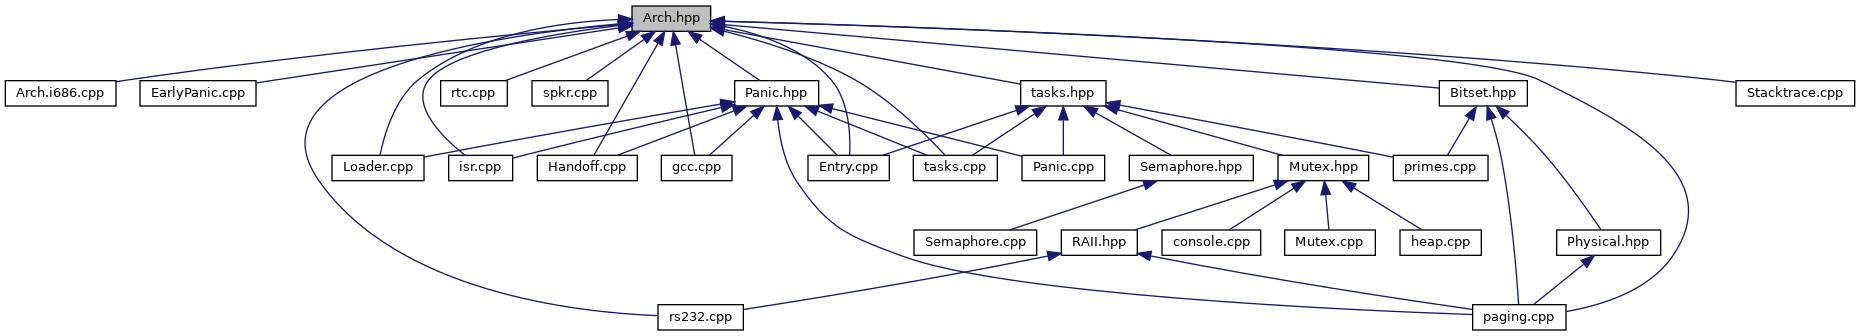 Arch.hpp
Arch.i686.cpp
EarlyPanic.cpp
rtc.cpp
spkr.cpp
Panic.hpp
tasks.hpp
Bitset.hpp
Stacktrace.cpp
Loader.cpp
isr.cpp
Handoff.cpp
gcc.cpp
Entry.cpp
tasks.cpp
Panic.cpp
Semaphore.hpp
Mutex.hpp
primes.cpp
Semaphore.cpp
RAII.hpp
console.cpp
Mutex.cpp
heap.cpp
Physical.hpp
rs232.cpp
paging.cpp